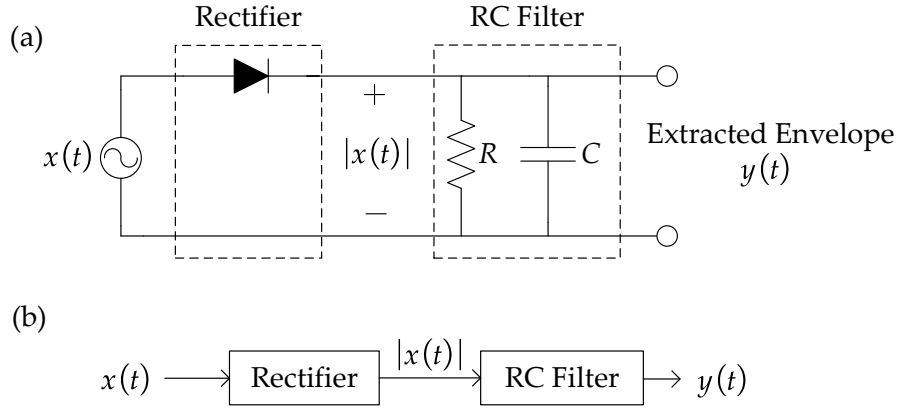 Rectifier RC Filter
(a)
+
x(t) |x(t)| R C Extracted Envelope
y(t)
−
(b)
x(t) Rectifier |x(t)| RC Filter y(t)